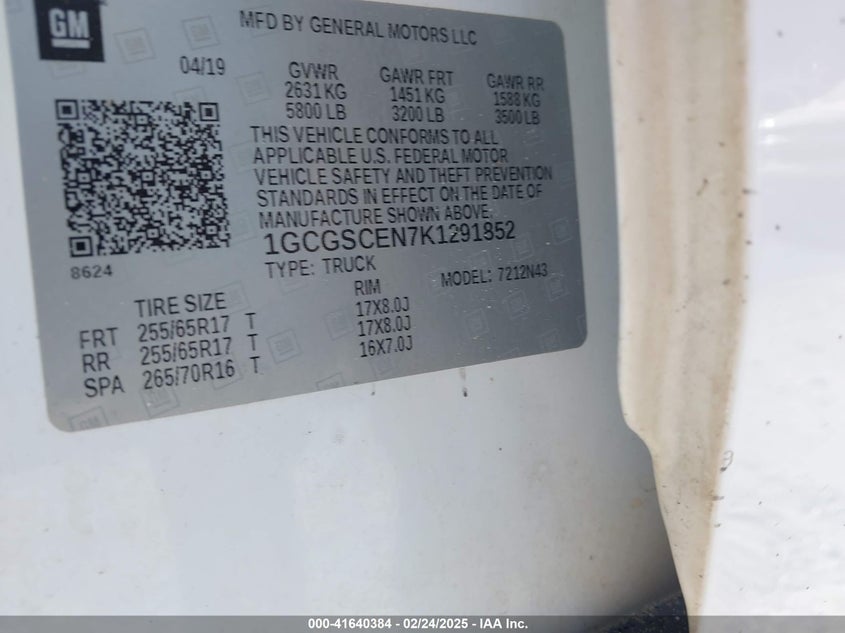 GM
MFD BY GENERAL MOTORS LLC
04/19
GVWR GAWR FRT GAWR RR
2631 KG 1451 KG 1588 KG
5800 LB 3200 LB 3500 LB
THIS VEHICLE CONFORMS TO ALL
APPLICABLE U.S. FEDERAL MOTOR
VEHICLE SAFETY AND THEFT PREVENTION
STANDARDS IN EFFECT ON THE DATE OF
MANUFACTURE SHOWN ABOVE.
1GCGSCEN7K1291852
8624
TYPE: TRUCK MODEL: 7212N43
TIRE SIZE RIM
FRT 255/65R17 T 17X8.0J
RR 255/65R17 T 17X8.0J
SPA 265/70R16 T 16X7.0J
000-41640384 - 02/24/2025 - IAA Inc.